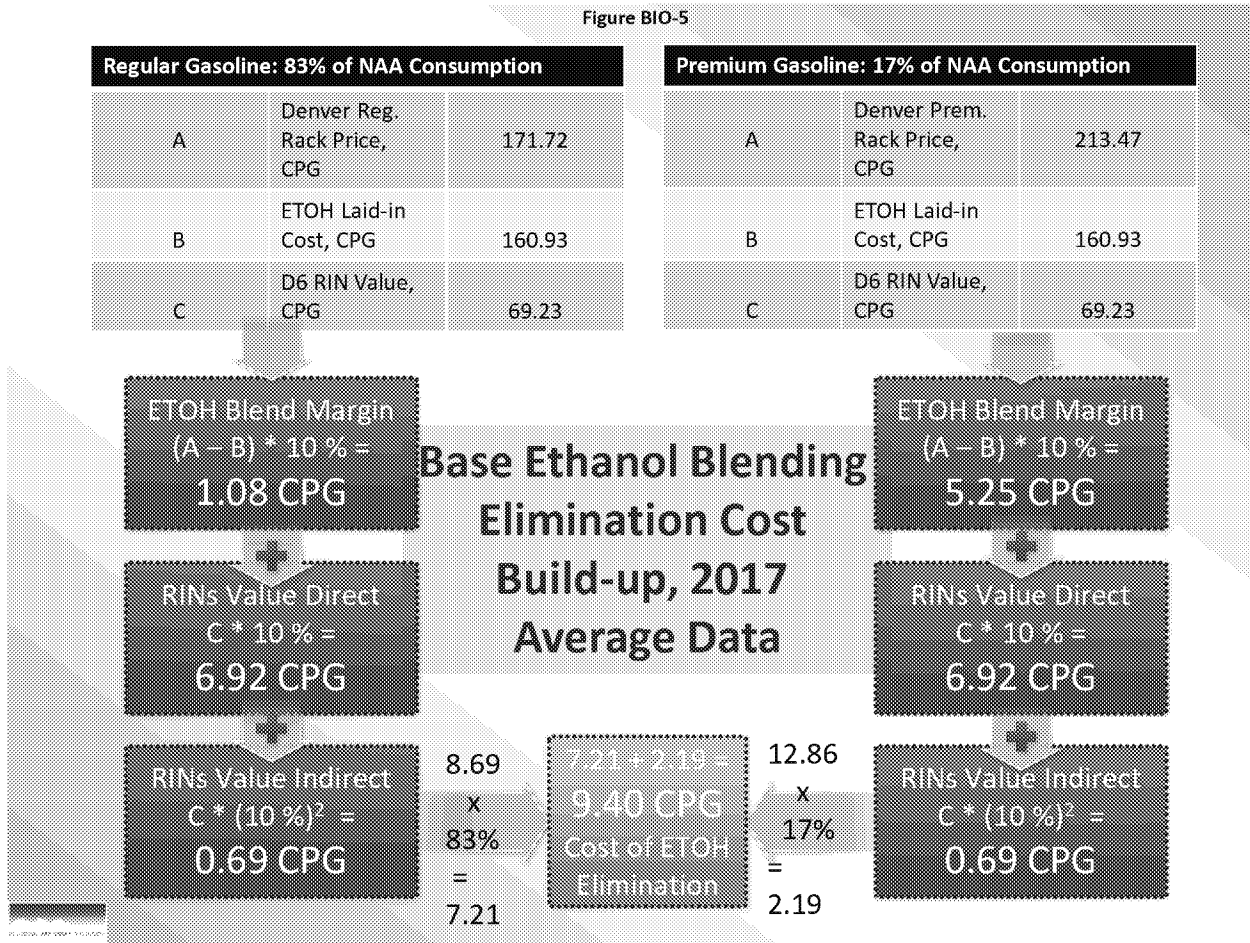 Figure BIO-5
Regular Gasoline: 83% of NAA Consumption
A
Denver Reg.
Rack Price,
CPG
171.72
B
ETOH Laid-in
Cost, CPG
160.93
C
D6 RIN Value,
CPG
69.23
Premium Gasoline: 17% of NAA Consumption
A
Denver Prem.
Rack Price,
CPG
213.47
B
ETOH Laid-in
Cost, CPG
160.93
C
D6 RIN Value,
CPG
69.23
ETOH Blend Margin
(A – B) * 10 % =
1.08 CPG
RINs Value Direct
C * 10 % =
6.92 CPG
RINs Value Indirect
C * (10 %)² =
0.69 CPG
Base Ethanol Blending
Elimination Cost
Build-up, 2017
Average Data
ETOH Blend Margin
(A – B) * 10 % =
5.25 CPG
RINs Value Direct
C * 10 % =
6.92 CPG
RINs Value Indirect
C * (10 %)² =
0.69 CPG
8.69
x
83%
=
7.21
7.21 + 2.19 =
9.40 CPG
Cost of ETOH
Elimination
12.86
x
17%
=
2.19